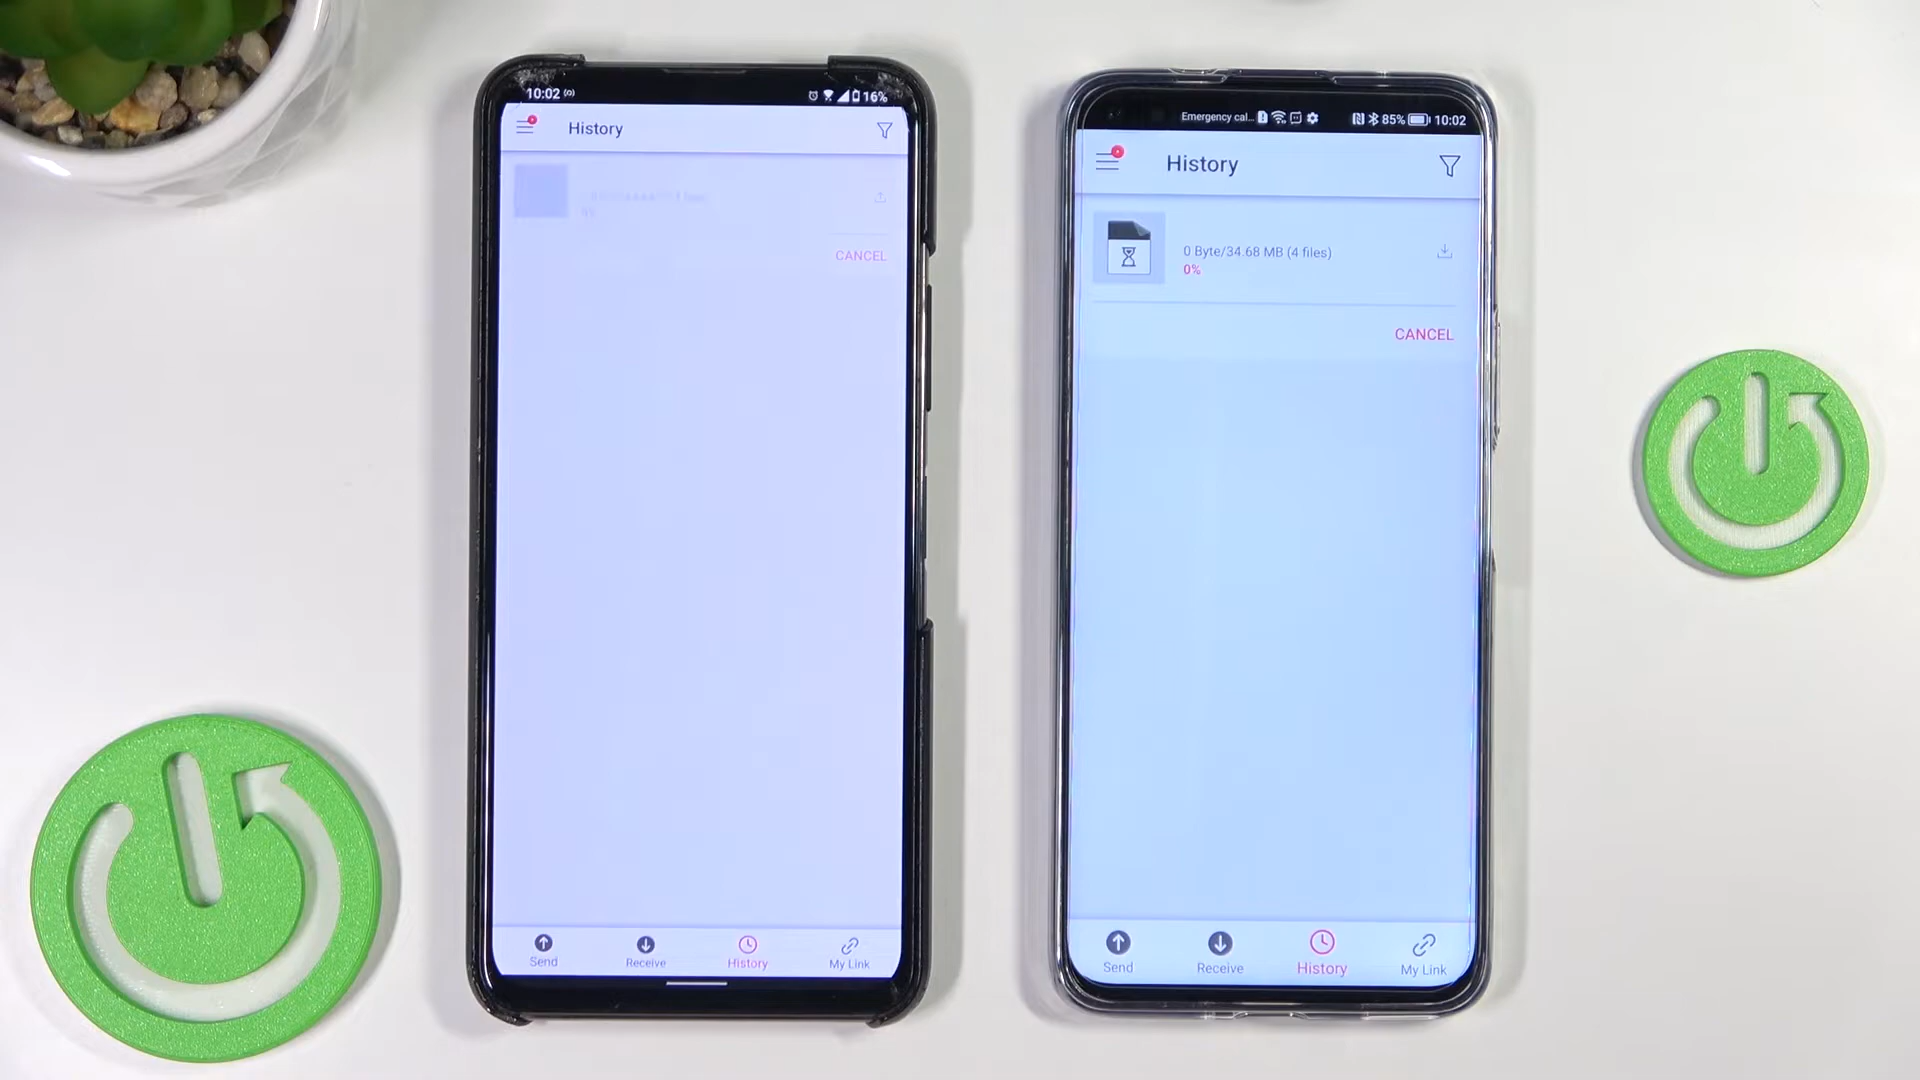 10:02
16%
History
CANCEL
Send
Receive
History
My Link
Emergency cal...
85%
10:02
History
0 Byte/34.68 MB (4 files)
0%
CANCEL
Send
Receive
History
My Link